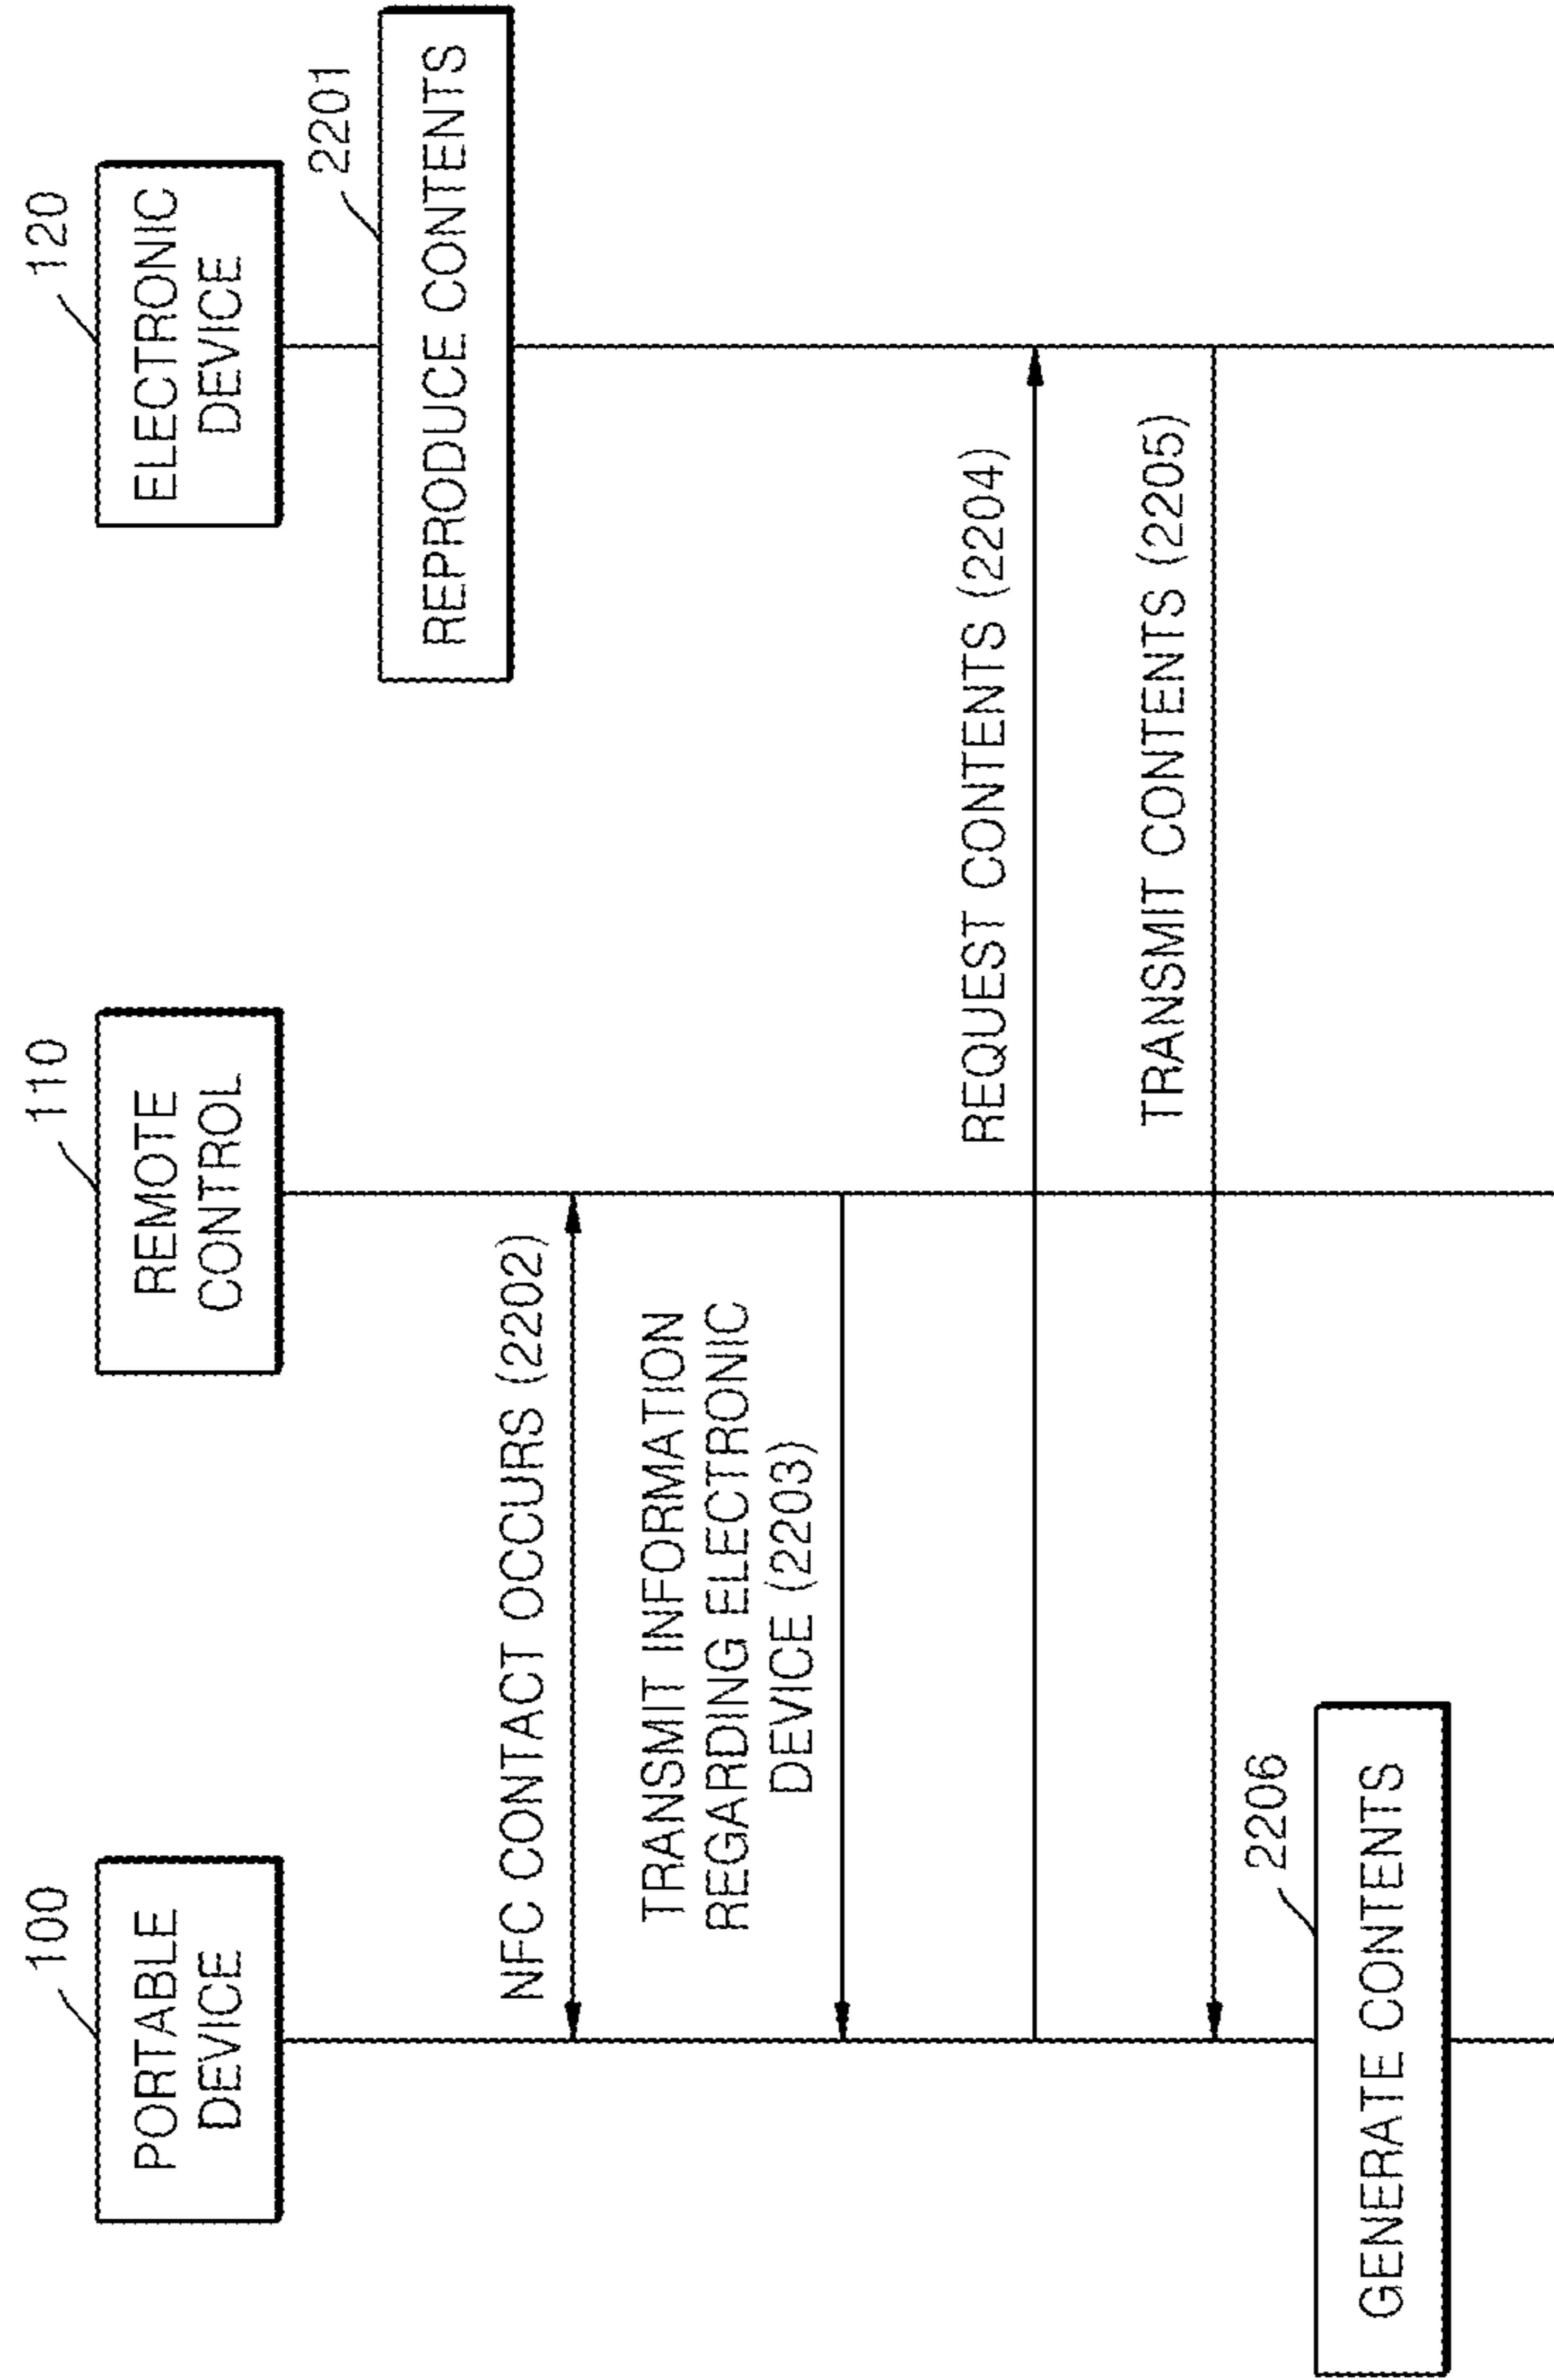 100
PORTABLE
DEVICE
110
REMOTE
CONTROL
120
ELECTRONIC
DEVICE
2201
REPRODUCE CONTENTS
NFC CONTACT OCCURS (2202)
TRANSMIT INFORMATION
REGARDING ELECTRONIC
DEVICE (2203)
REQUEST CONTENTS (2204)
TRANSMIT CONTENTS (2205)
2206
GENERATE CONTENTS